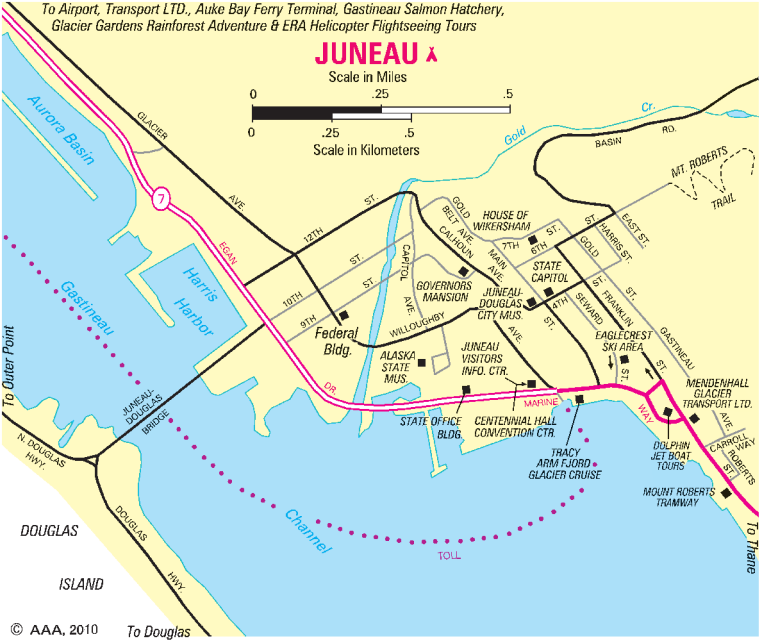 To Airport, Transport LTD., Auke Bay Ferry Terminal, Gastineau Salmon Hatchery,
Glacier Gardens Rainforest Adventure & ERA Helicopter Flightseeing Tours
JUNEAU
Scale in Miles
0 .25 .5
0 .25 .5
Scale in Kilometers
Aurora Basin
GLACIER
AVE.
7
EGAN
DR.
Gold
Cr.
BASIN
RD.
MT. ROBERTS
TRAIL
12TH
ST.
10TH
ST.
9TH
ST.
CAPITOL
AVE.
GOLD
BELT
AVE.
CALHOUN
AVE.
HOUSE OF
WIKERSHAM
7TH
ST.
6TH
ST.
MAIN
AVE.
GOLD
HARRIS ST.
EAST ST.
ST.
STATE
CAPITOL
GOVERNORS
MANSION
JUNEAU-
DOUGLAS
CITY MUS.
4TH
ST.
ST.
SEWARD
ST.
FRANKLIN
ST.
GASTINEAU
AVE.
Harris
Harbor
Gastineau
Channel
Federal
Bldg.
WILLOUGHBY
ALASKA
STATE
MUS.
JUNEAU
VISITORS
INFO. CTR.
EAGLECREST
SKI AREA
MENDENHALL
GLACIER
TRANSPORT LTD.
To Outer Point
JUNEAU-
DOUGLAS
BRIDGE
STATE OFFICE
BLDG.
CENTENNIAL HALL
CONVENTION CTR.
MARINE
WAY
TRACY
ARM FJORD
GLACIER CRUISE
DOLPHIN
JET BOAT
TOURS
CARROLL
WAY
ROBERTS
ST.
MOUNT ROBERTS
TRAMWAY
To Thane
N. DOUGLAS
HWY.
DOUGLAS
HWY.
TOLL
DOUGLAS
ISLAND
© AAA, 2010
To Douglas